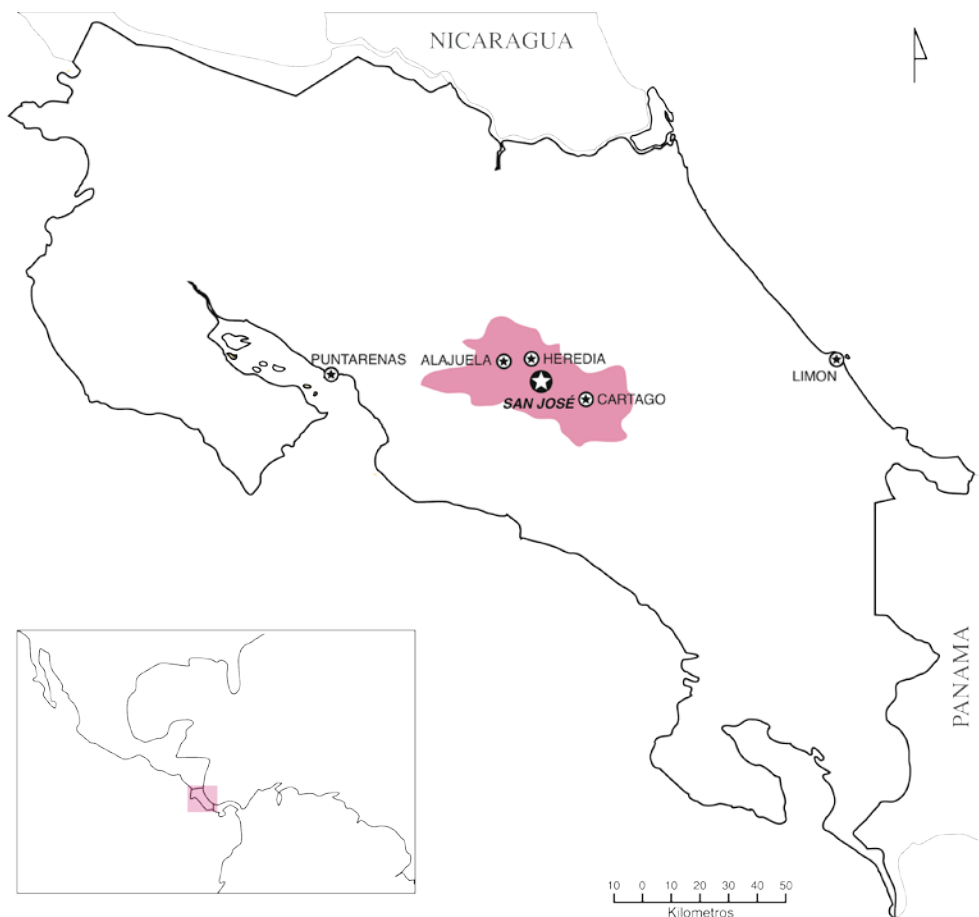 NICARAGUA
PUNTARENAS
ALAJUELA
HEREDIA
SAN JOSÉ
CARTAGO
LIMON
PANAMA
10 0 10 20 30 40 50
Kilometros